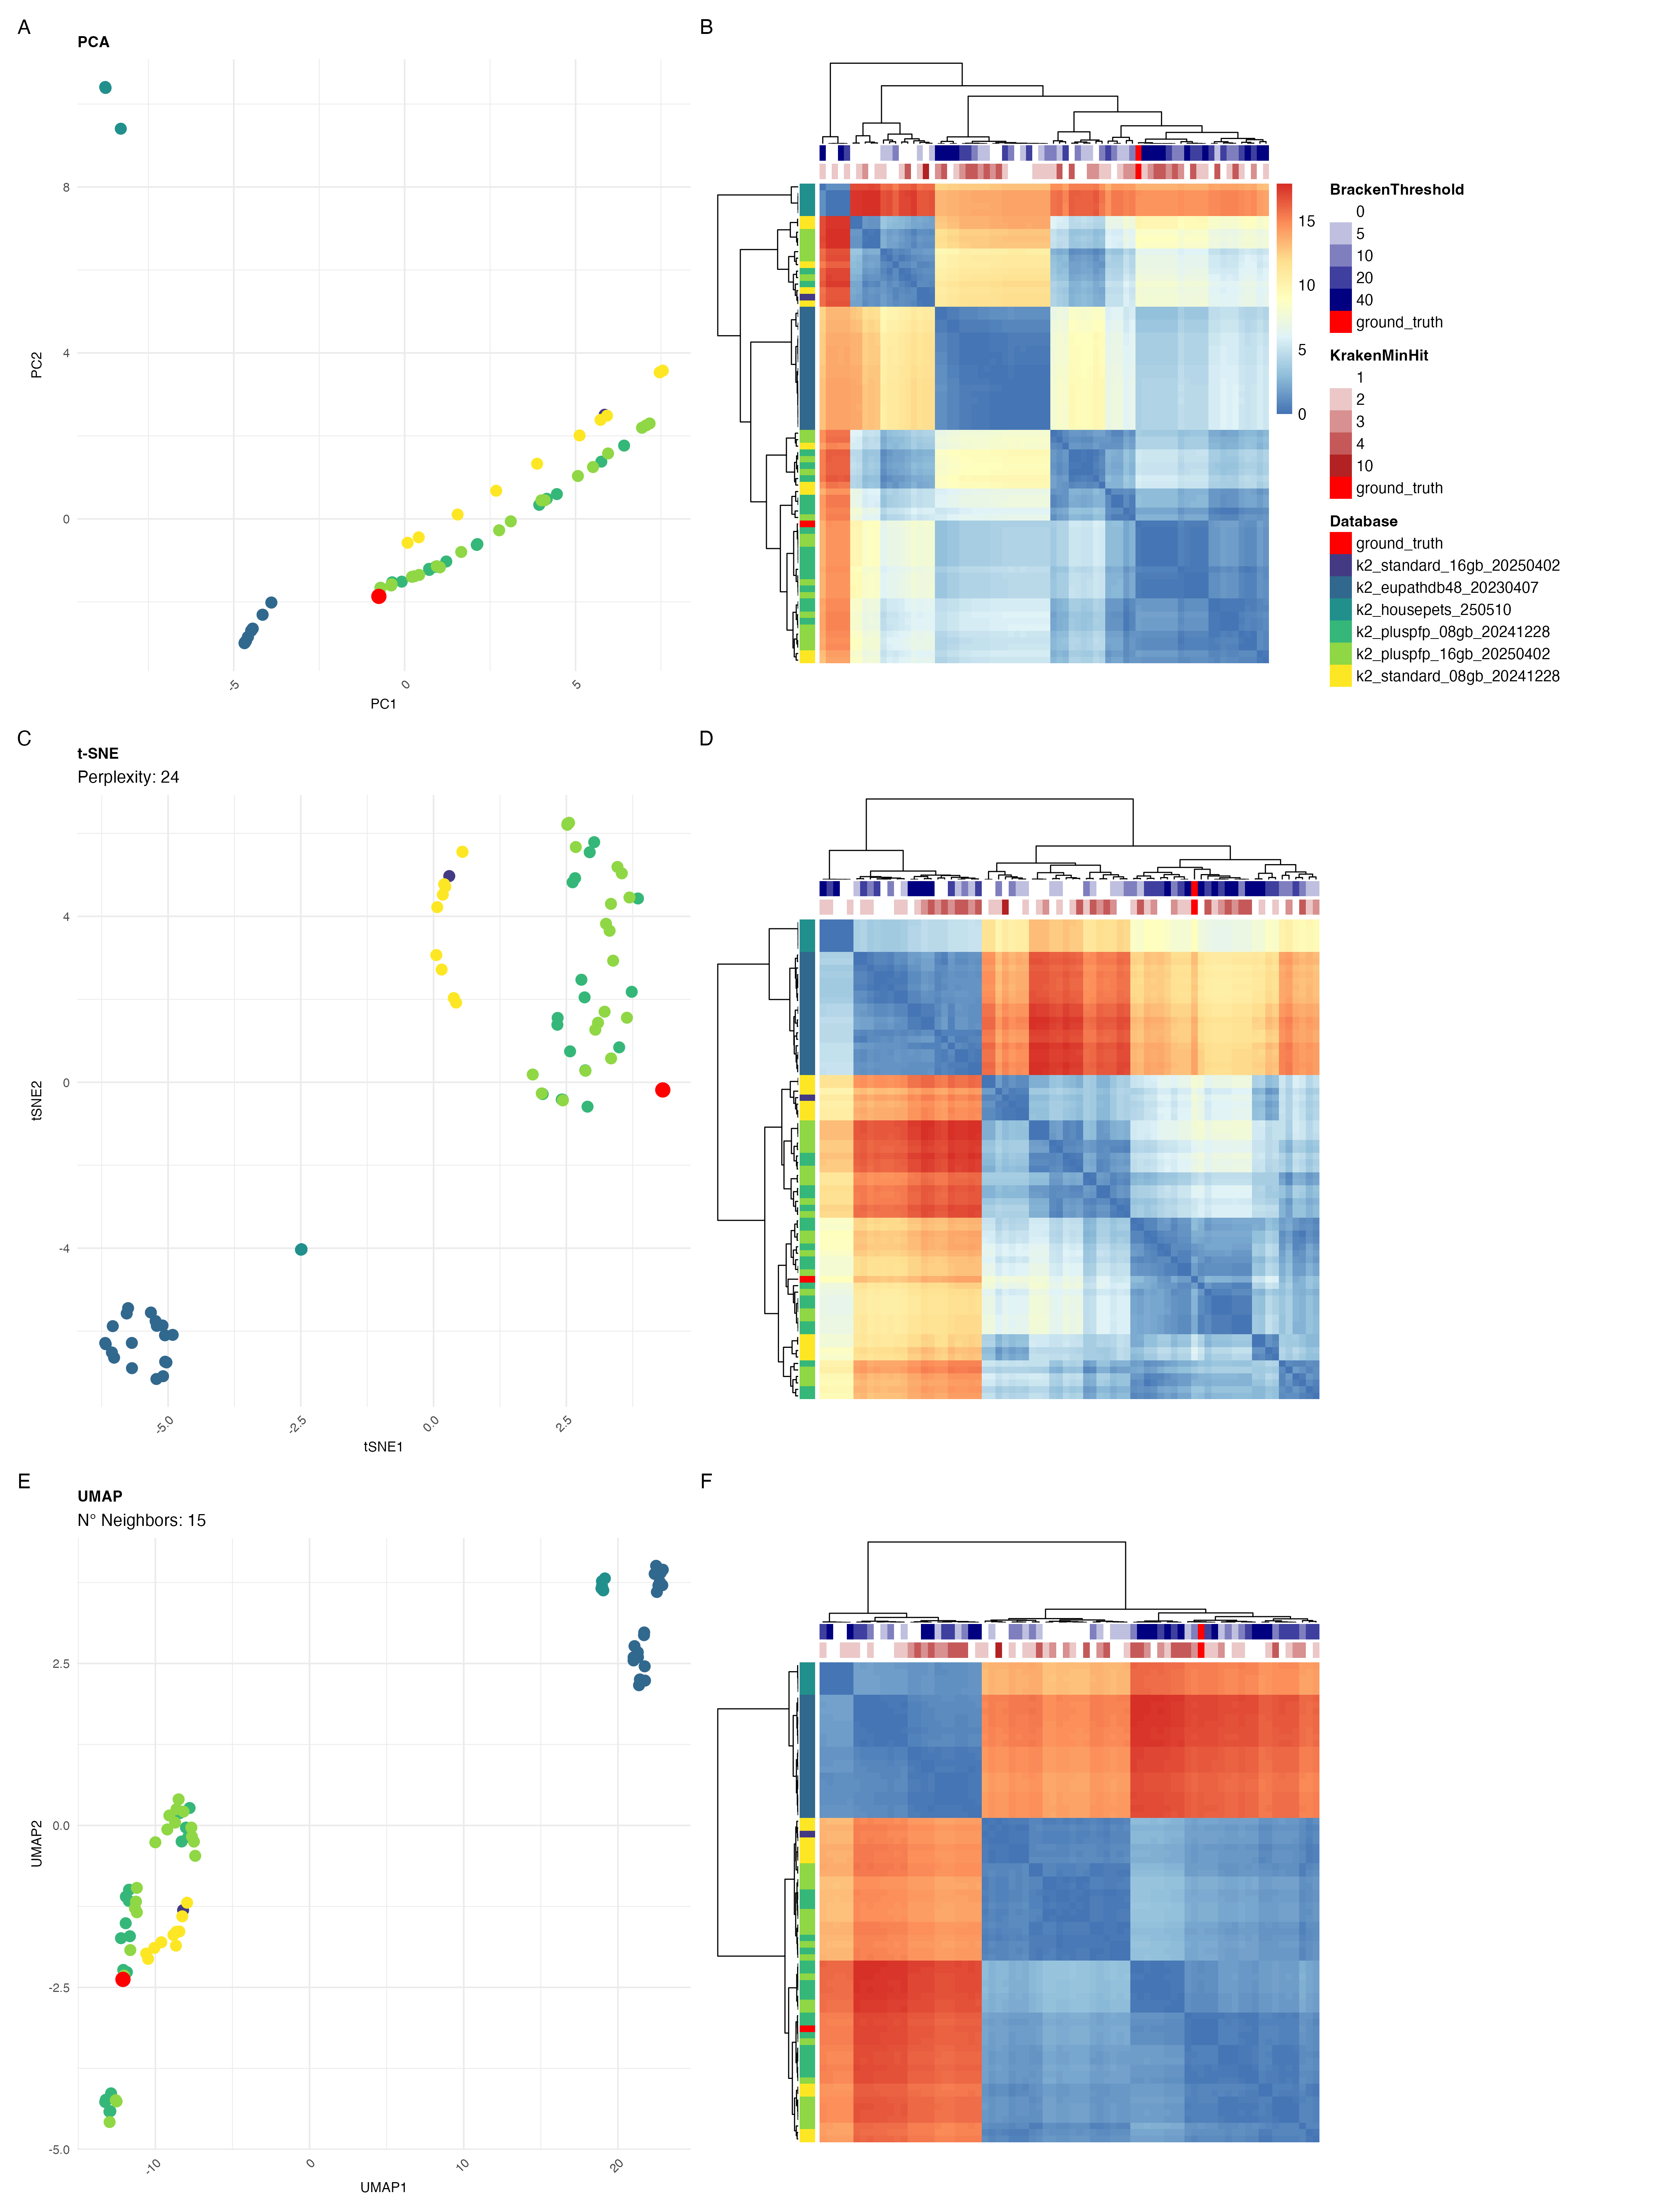 A
PCA
8
4
0
-5
0
5
PC2
PC1
B
15
10
5
0
BrackenThreshold
0
5
10
20
40
ground_truth
KrakenMinHit
1
2
3
4
10
ground_truth
Database
ground_truth
k2_standard_16gb_20250402
k2_eupathdb48_20230407
k2_housepets_250510
k2_pluspfp_08gb_20241228
k2_pluspfp_16gb_20250402
k2_standard_08gb_20241228
C
t-SNE
Perplexity: 24
4
0
-4
-5.0
-2.5
0.0
2.5
tSNE2
tSNE1
D
E
UMAP
N° Neighbors: 15
2.5
0.0
-2.5
-5.0
-10
0
10
20
UMAP2
UMAP1
F